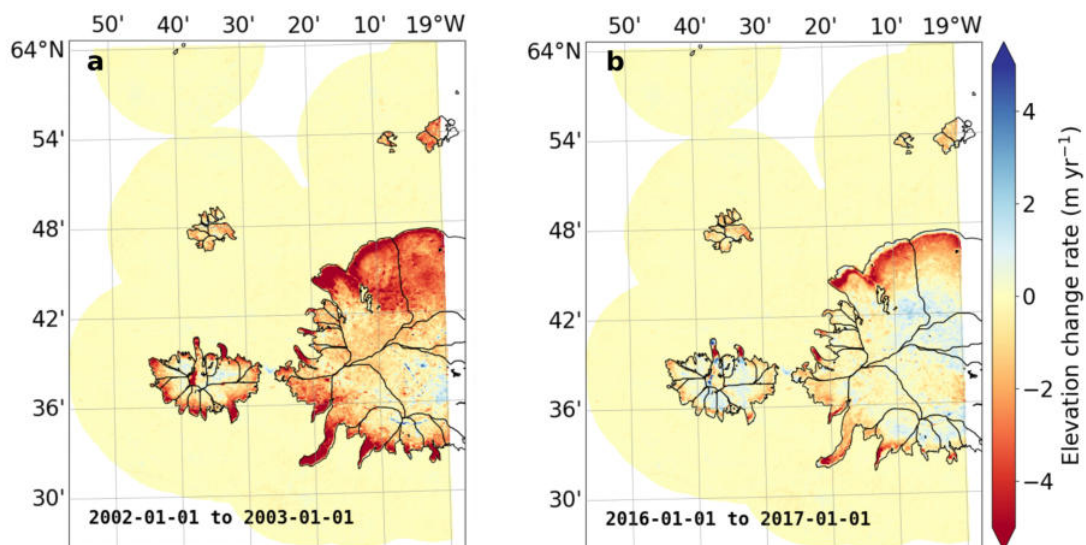 50' 40' 30' 20' 10' 19°W
50' 40' 30' 20' 10' 19°W
64°N
a
54'
48'
42'
36'
30'
2002-01-01 to 2003-01-01
64°N
b
54'
48'
42'
36'
30'
2016-01-01 to 2017-01-01
4
2
0
−2
−4
Elevation change rate (m yr⁻¹)